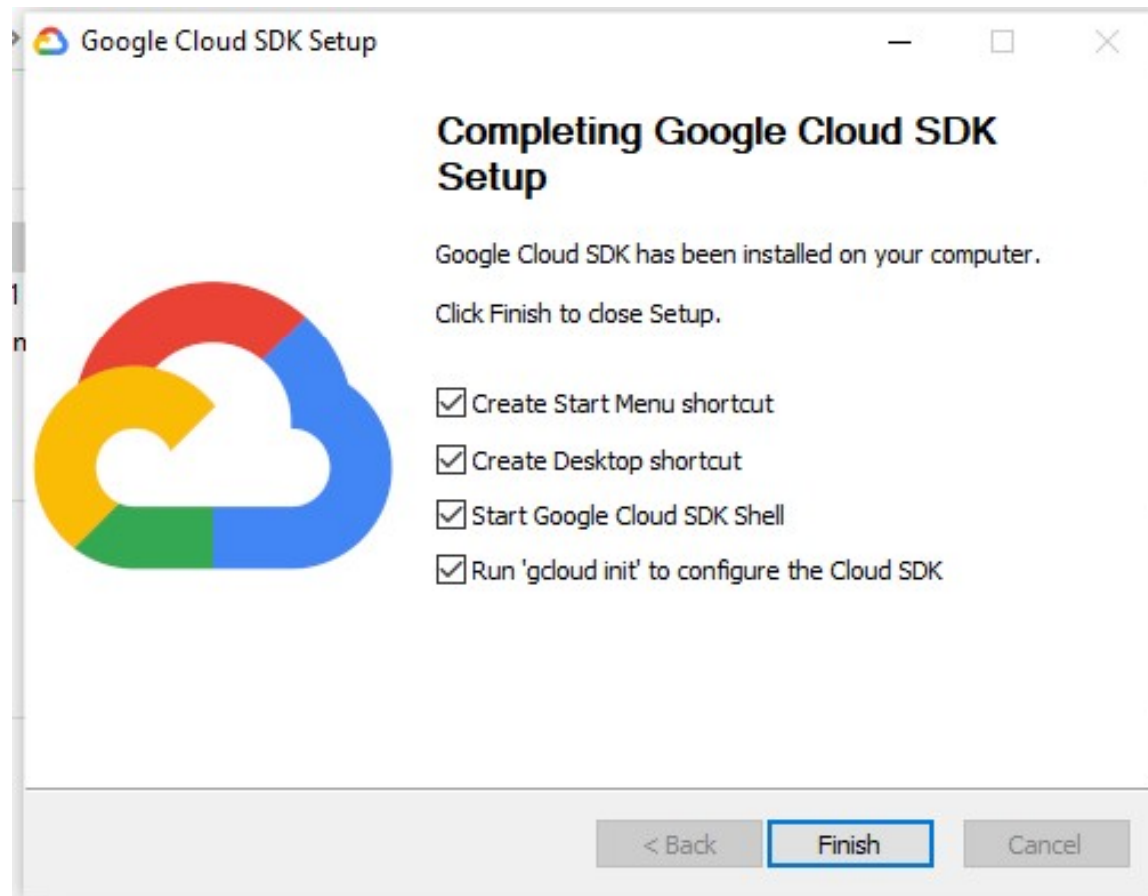 Google Cloud SDK Setup
Completing Google Cloud SDK
Setup
Google Cloud SDK has been installed on your computer.
Click Finish to close Setup.
Create Start Menu shortcut
Create Desktop shortcut
Start Google Cloud SDK Shell
Run 'gcloud init' to configure the Cloud SDK
< Back
Finish
Cancel